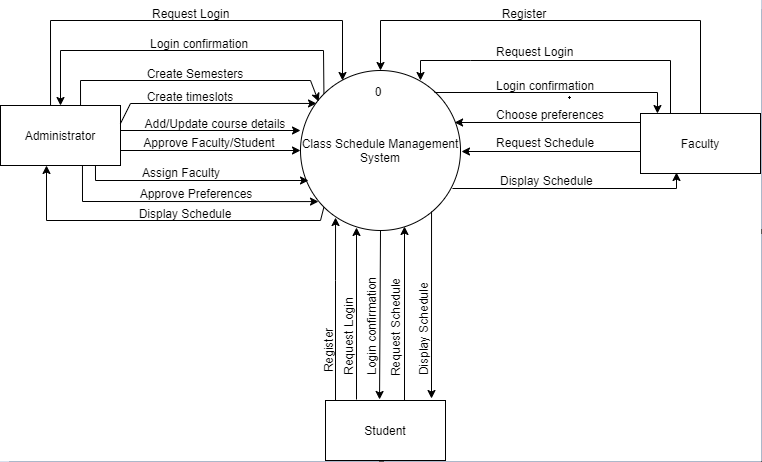 Request Login
Register
Login confirmation
Request Login
Create Semesters
0
Login confirmation
Create timeslots
Choose preferences
Add/Update course details
Administrator
Approve Faculty/Student
Class Schedule Management
System
Request Schedule
Faculty
Assign Faculty
Display Schedule
Approve Preferences
Display Schedule
Register
Request Login
Login confirmation
Request Schedule
Display Schedule
Student